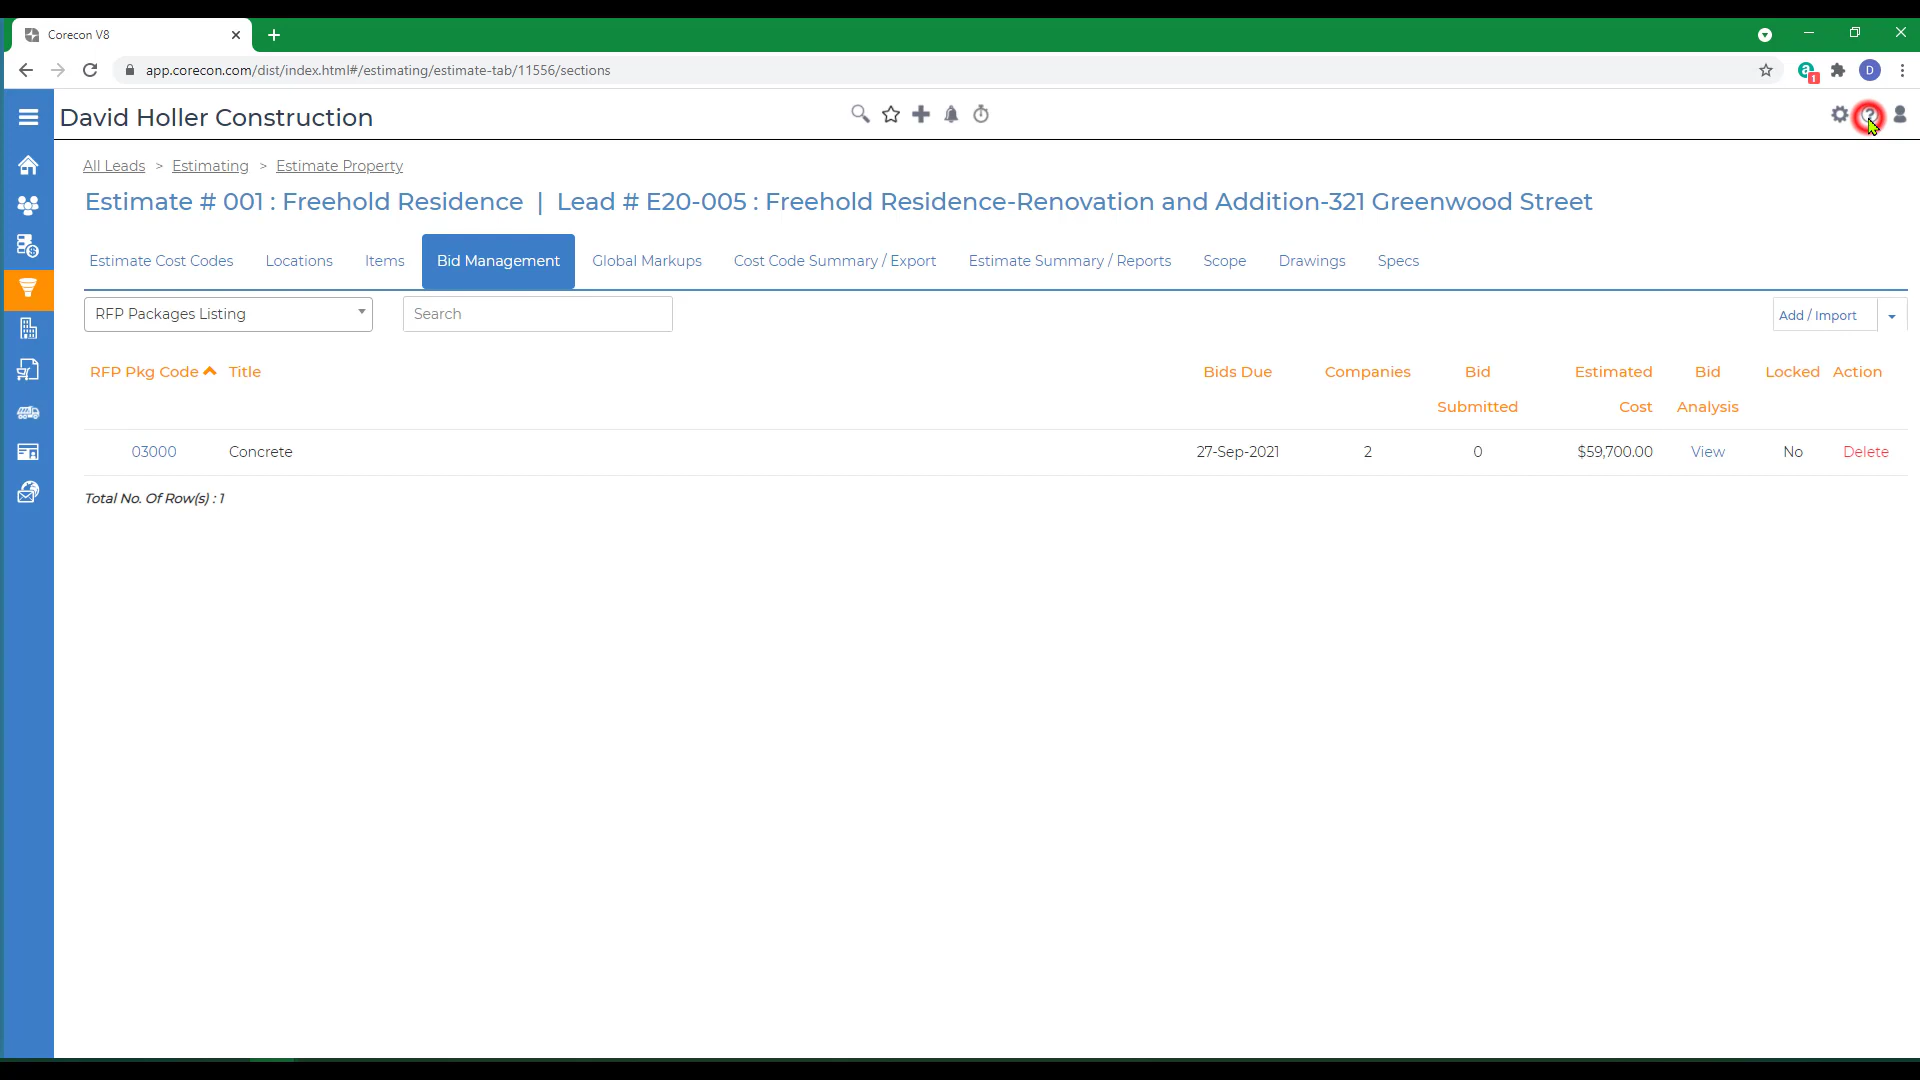 Corecon V8
app.corecon.com/dist/index.html#/estimating/estimate-tab/11556/sections
a 1
D
David Holler Construction
All Leads > Estimating > Estimate Property
Estimate # 001 : Freehold Residence | Lead # E20-005 : Freehold Residence-Renovation and Addition-321 Greenwood Street
Estimate Cost Codes Locations Items Bid Management Global Markups Cost Code Summary / Export Estimate Summary / Reports Scope Drawings Specs
RFP Packages Listing Search Add / Import
RFP Pkg Code Title Bids Due Companies Bid Submitted Estimated Cost Bid Analysis Locked Action
03000 Concrete 27-Sep-2021 2 0 $59,700.00 View No Delete
Total No. Of Row(s) : 1